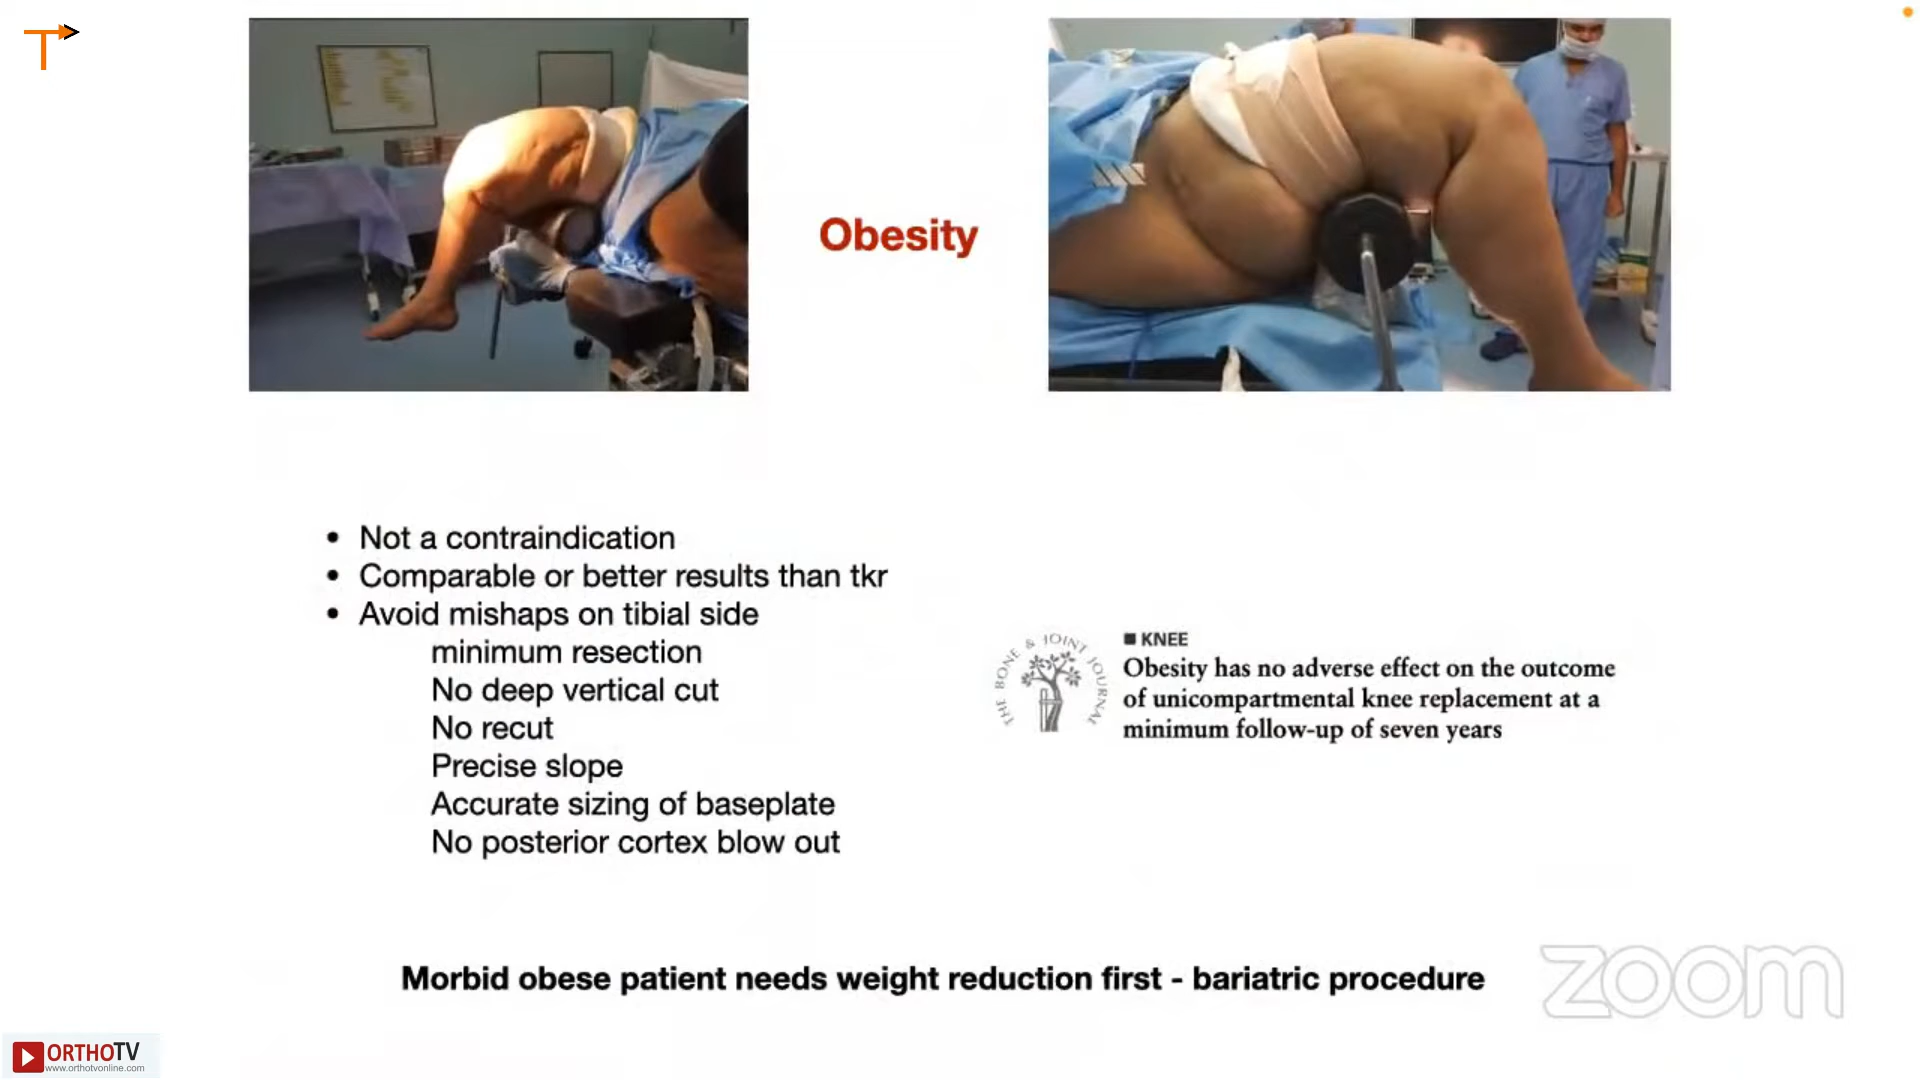 Obesity
• Not a contraindication
• Comparable or better results than tkr
• Avoid mishaps on tibial side
minimum resection
No deep vertical cut
No recut
Precise slope
Accurate sizing of baseplate
No posterior cortex blow out
THE BONE & JOINT JOURNAL
■ KNEE
Obesity has no adverse effect on the outcome
of unicompartmental knee replacement at a
minimum follow-up of seven years
Morbid obese patient needs weight reduction first - bariatric procedure
zoom
ORTHOTV
www.orthotvonline.com